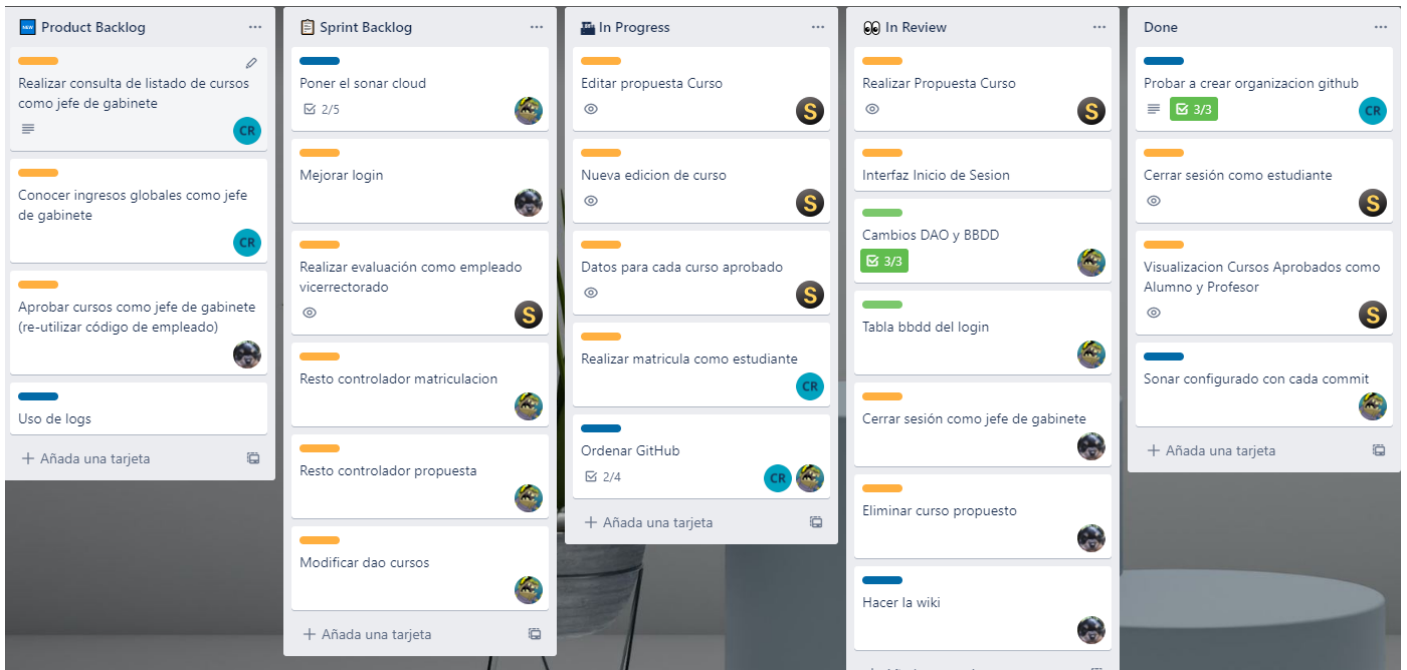 NEW Product Backlog
Realizar consulta de listado de cursos
como jefe de gabinete
CR
Conocer ingresos globales como jefe
de gabinete
CR
Aprobar cursos como jefe de gabinete
(re-utilizar código de empleado)
Uso de logs
+ Añada una tarjeta
Sprint Backlog
Poner el sonar cloud
2/5
Mejorar login
Realizar evaluación como empleado
vicerrectorado
S
Resto controlador matriculacion
Resto controlador propuesta
Modificar dao cursos
+ Añada una tarjeta
In Progress
Editar propuesta Curso
S
Nueva edicion de curso
S
Datos para cada curso aprobado
S
Realizar matricula como estudiante
CR
Ordenar GitHub
2/4
CR
+ Añada una tarjeta
In Review
Realizar Propuesta Curso
S
Interfaz Inicio de Sesion
Cambios DAO y BBDD
3/3
Tabla bbdd del login
Cerrar sesión como jefe de gabinete
Eliminar curso propuesto
Hacer la wiki
Done
Probar a crear organizacion github
3/3
CR
Cerrar sesión como estudiante
S
Visualizacion Cursos Aprobados como
Alumno y Profesor
S
Sonar configurado con cada commit
+ Añada una tarjeta